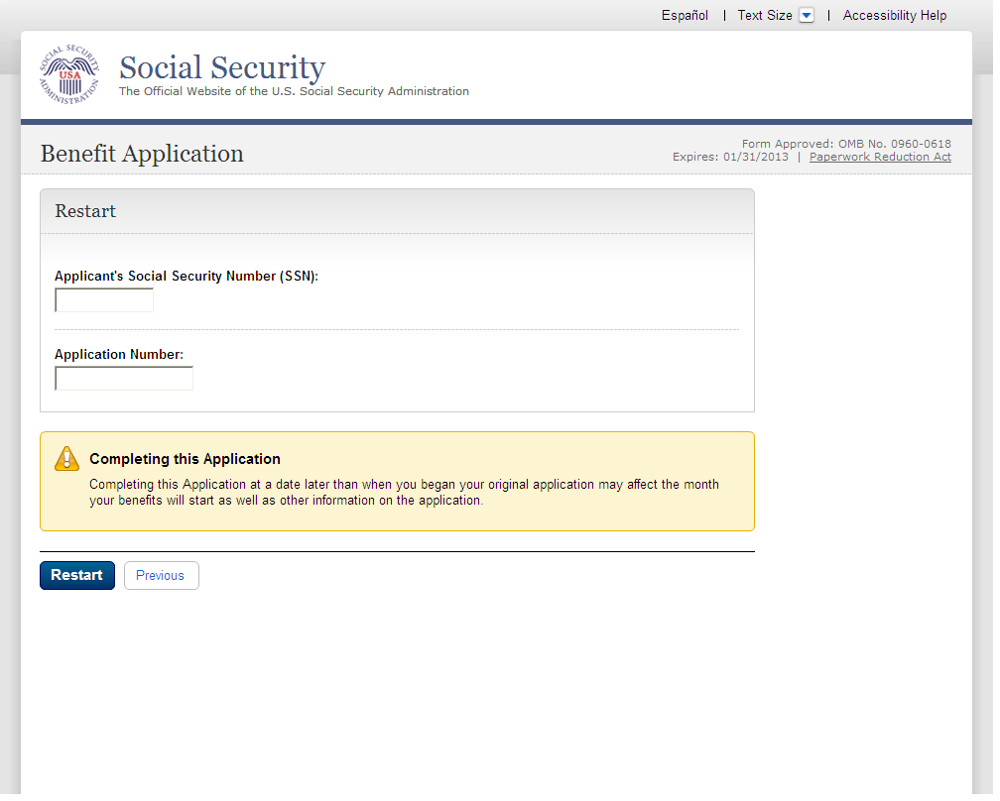 Español | Text Size | Accessibility Help
SOCIAL SECURITY ADMINISTRATION
USA
Social Security
The Official Website of the U.S. Social Security Administration
Benefit Application
Form Approved: OMB No. 0960-0618
Expires: 01/31/2013 | Paperwork Reduction Act
Restart
Applicant's Social Security Number (SSN):
Application Number:
Completing this Application
Completing this Application at a date later than when you began your original application may affect the month
your benefits will start as well as other information on the application.
Restart Previous